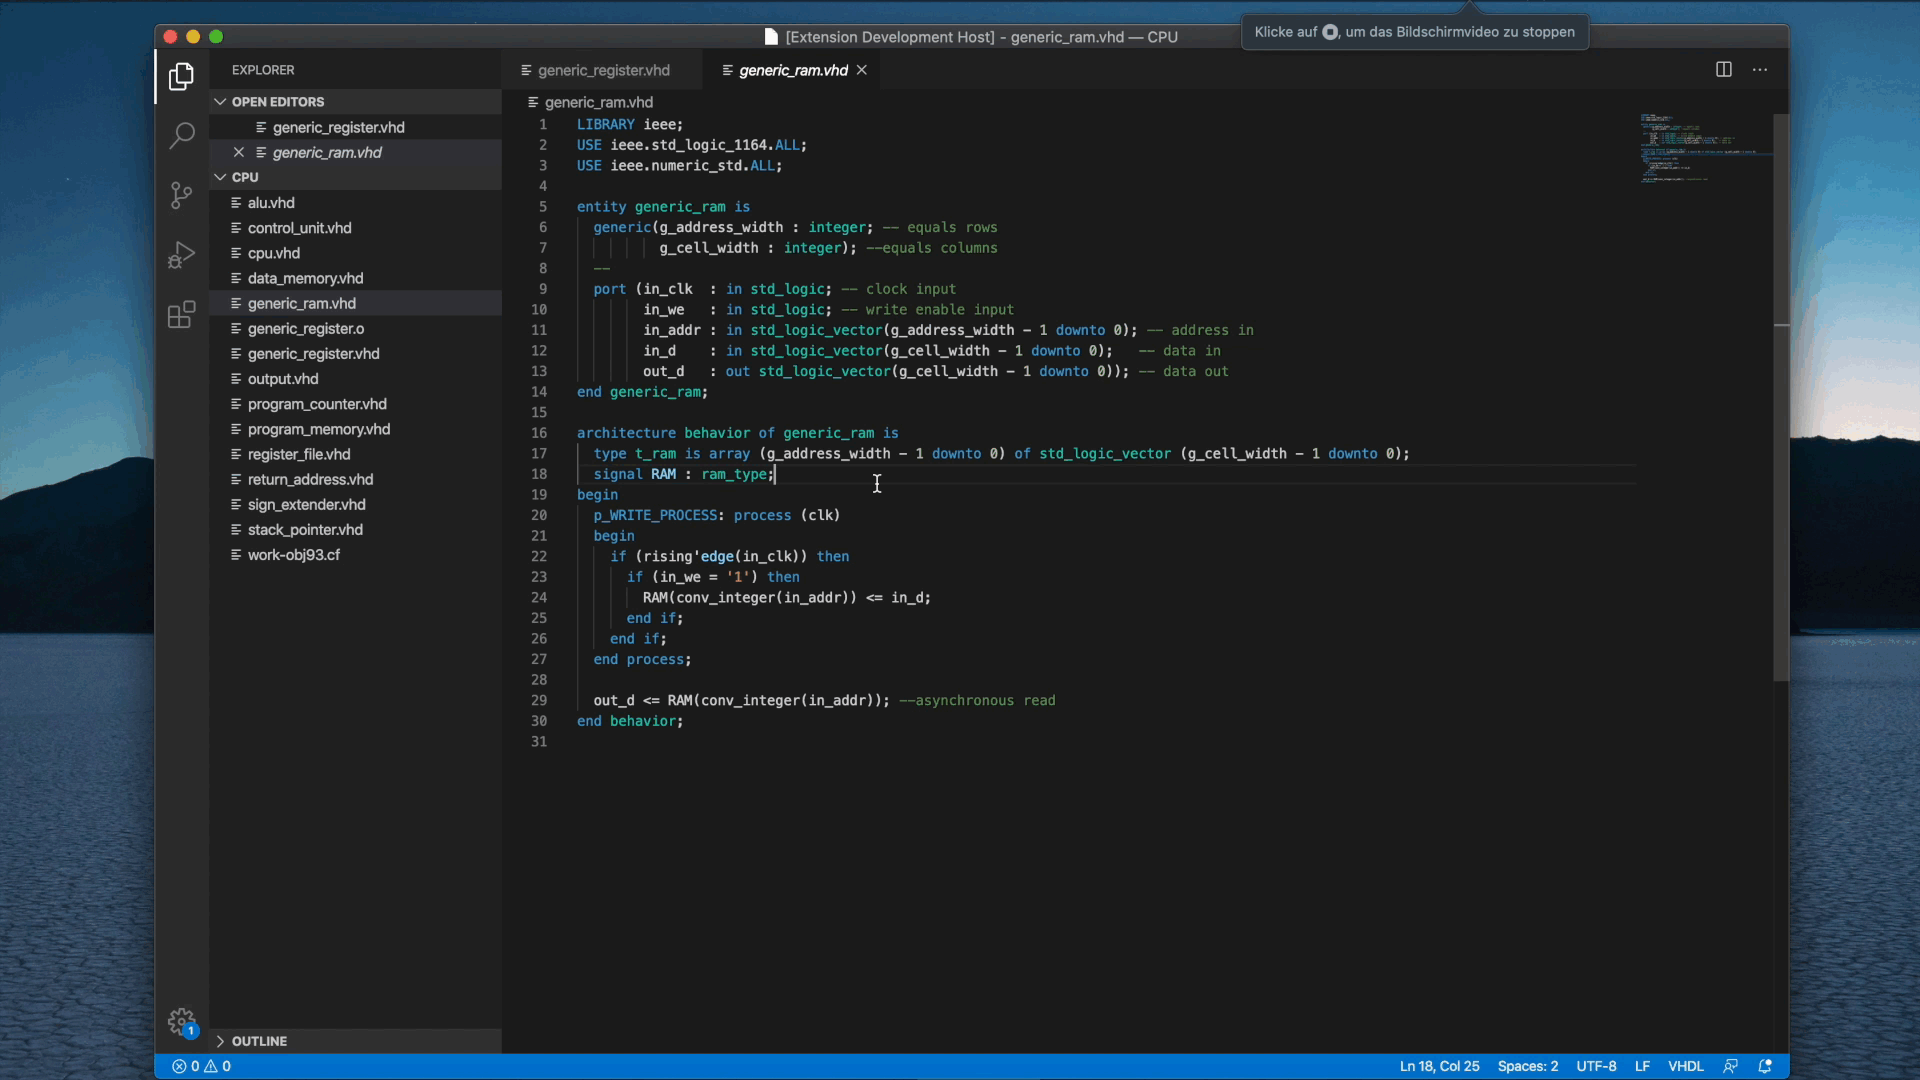 Klicke auf , um das Bildschirmvideo zu stoppen
[Extension Development Host] - generic_ram.vhd — CPU
EXPLORER
OPEN EDITORS
generic_register.vhd
generic_ram.vhd
CPU
alu.vhd
control_unit.vhd
cpu.vhd
data_memory.vhd
generic_ram.vhd
generic_register.o
generic_register.vhd
output.vhd
program_counter.vhd
program_memory.vhd
register_file.vhd
return_address.vhd
sign_extender.vhd
stack_pointer.vhd
work-obj93.cf
OUTLINE
generic_register.vhd generic_ram.vhd
generic_ram.vhd
1 LIBRARY ieee;
2 USE ieee.std_logic_1164.ALL;
3 USE ieee.numeric_std.ALL;
4
5 entity generic_ram is
6 generic(g_address_width : integer; -- equals rows
7 g_cell_width : integer); --equals columns
8 --
9 port (in_clk : in std_logic; -- clock input
10 in_we : in std_logic; -- write enable input
11 in_addr : in std_logic_vector(g_address_width - 1 downto 0); -- address in
12 in_d : in std_logic_vector(g_cell_width - 1 downto 0); -- data in
13 out_d : out std_logic_vector(g_cell_width - 1 downto 0)); -- data out
14 end generic_ram;
15
16 architecture behavior of generic_ram is
17 type t_ram is array (g_address_width - 1 downto 0) of std_logic_vector (g_cell_width - 1 downto 0);
18 signal RAM : ram_type;
19 begin
20 p_WRITE_PROCESS: process (clk)
21 begin
22 if (rising'edge(in_clk)) then
23 if (in_we = '1') then
24 RAM(conv_integer(in_addr)) <= in_d;
25 end if;
26 end if;
27 end process;
28
29 out_d <= RAM(conv_integer(in_addr)); --asynchronous read
30 end behavior;
31
1
0 0
Ln 18, Col 25 Spaces: 2 UTF-8 LF VHDL